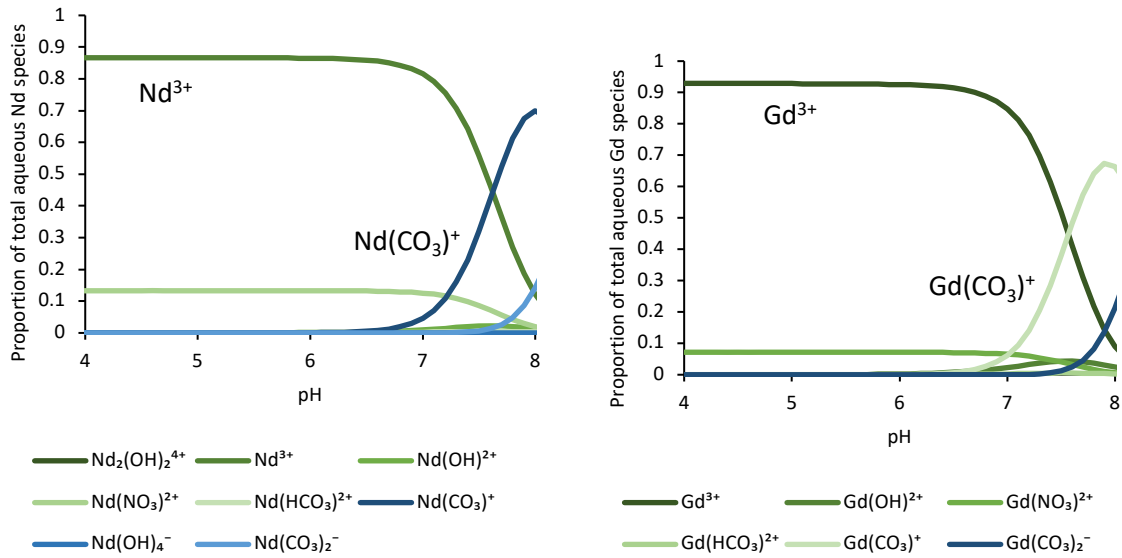 Proportion of total aqueous Nd species
1
0.9
0.8
0.7
0.6
0.5
0.4
0.3
0.2
0.1
0
4 5 6 7 8
pH
Nd³⁺
Nd(CO₃)⁺
Nd₂(OH)₂⁴⁺ Nd³⁺ Nd(OH)²⁺
Nd(NO₃)²⁺ Nd(HCO₃)²⁺ Nd(CO₃)⁺
Nd(OH)₄⁻ Nd(CO₃)₂⁻
Proportion of total aqueous Gd species
1
0.9
0.8
0.7
0.6
0.5
0.4
0.3
0.2
0.1
0
4 5 6 7 8
pH
Gd³⁺
Gd(CO₃)⁺
Gd³⁺ Gd(OH)²⁺ Gd(NO₃)²⁺
Gd(HCO₃)²⁺ Gd(CO₃)⁺ Gd(CO₃)₂⁻